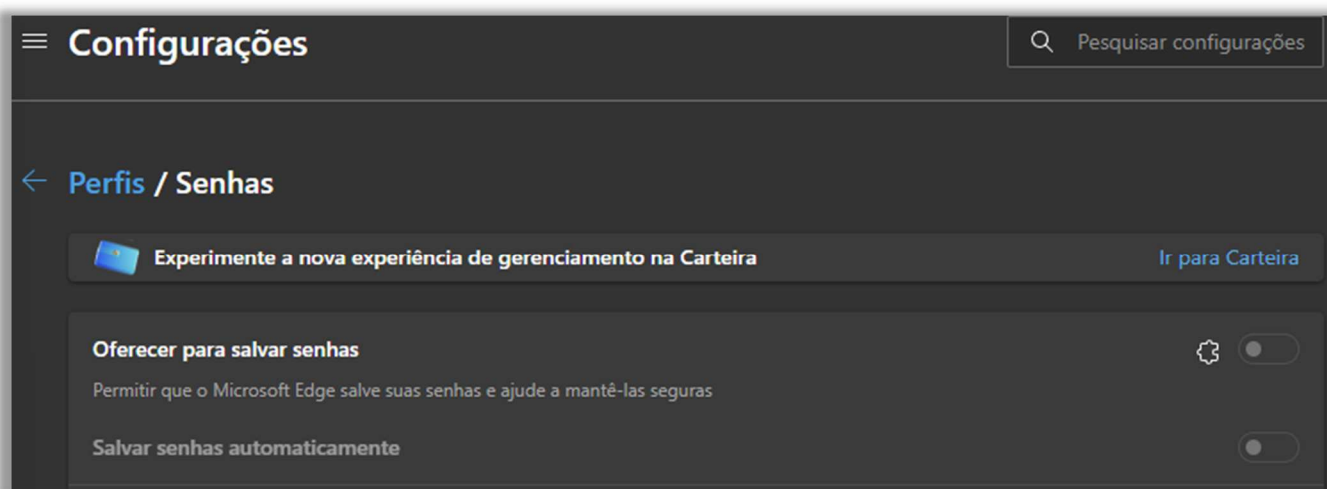 Configurações
Pesquisar configurações
Perfis / Senhas
Experimente a nova experiência de gerenciamento na Carteira
Ir para Carteira
Oferecer para salvar senhas
Permitir que o Microsoft Edge salve suas senhas e ajude a mantê-las seguras
Salvar senhas automaticamente